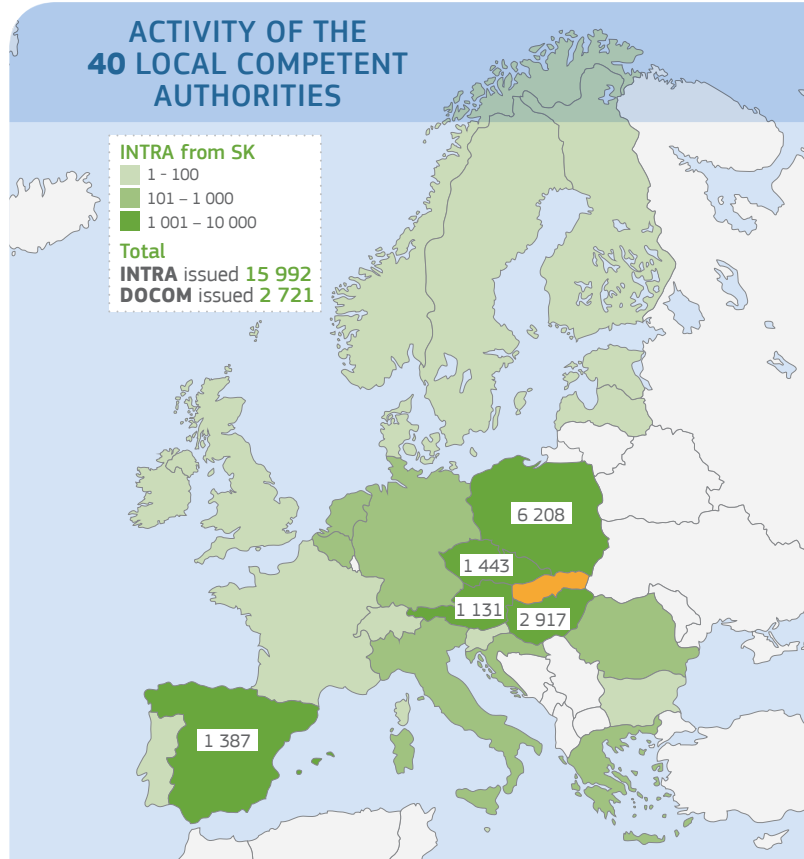 ACTIVITY OF THE
40 LOCAL COMPETENT
AUTHORITIES
INTRA from SK
1 - 100
101 – 1 000
1 001 – 10 000
Total
INTRA issued 15 992
DOCOM issued 2 721
6 208
1 443
1 131
2 917
1 387